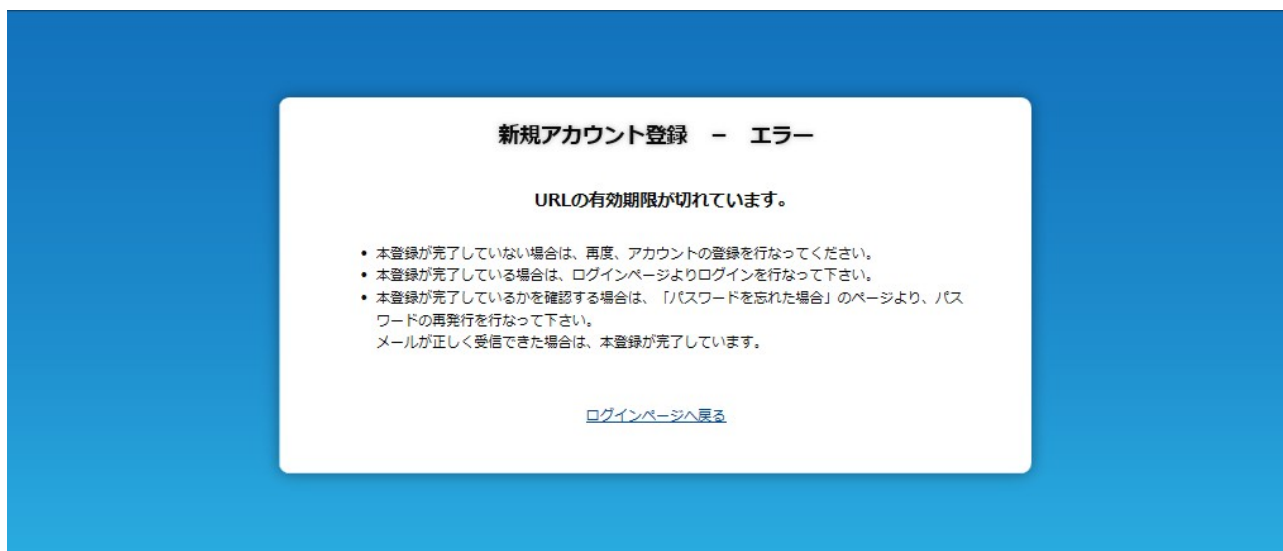 新規アカウント登録　－　エラー
URLの有効期限が切れています。
• 本登録が完了していない場合は、再度、アカウントの登録を行なってください。
• 本登録が完了している場合は、ログインページよりログインを行なって下さい。
• 本登録が完了しているかを確認する場合は、「パスワードを忘れた場合」のページより、パス
ワードの再発行を行なって下さい。
メールが正しく受信できた場合は、本登録が完了しています。
ログインページへ戻る